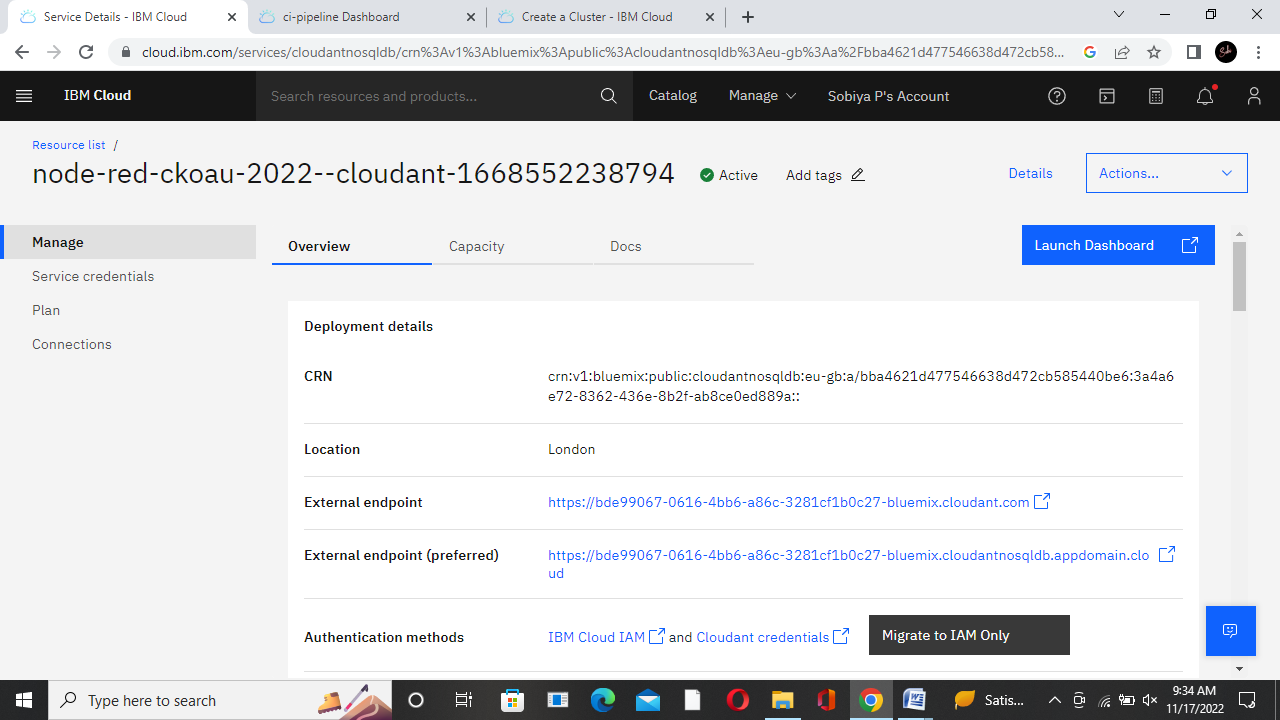 Service Details - IBM Cloud
ci-pipeline Dashboard
Create a Cluster - IBM Cloud
cloud.ibm.com/services/cloudantnosqldb/crn%3Av1%3Abluemix%3Apublic%3Acloudantnosqldb%3Aeu-gb%3Aa%2Fbba4621d477546638d472cb58...
IBM Cloud
Search resources and products...
Catalog
Manage
Sobiya P's Account
Resource list /
node-red-ckoau-2022--cloudant-1668552238794
Active
Add tags
Details
Actions...
Manage
Service credentials
Plan
Connections
Overview
Capacity
Docs
Launch Dashboard
Deployment details
CRN
crn:v1:bluemix:public:cloudantnosqldb:eu-gb:a/bba4621d477546638d472cb585440be6:3a4a6
e72-8362-436e-8b2f-ab8ce0ed889a::
Location
London
External endpoint
https://bde99067-0616-4bb6-a86c-3281cf1b0c27-bluemix.cloudant.com
External endpoint (preferred)
https://bde99067-0616-4bb6-a86c-3281cf1b0c27-bluemix.cloudantnosqldb.appdomain.clo
ud
Authentication methods
IBM Cloud IAM and Cloudant credentials
Migrate to IAM Only
Type here to search
Satis...
9:34 AM
11/17/2022